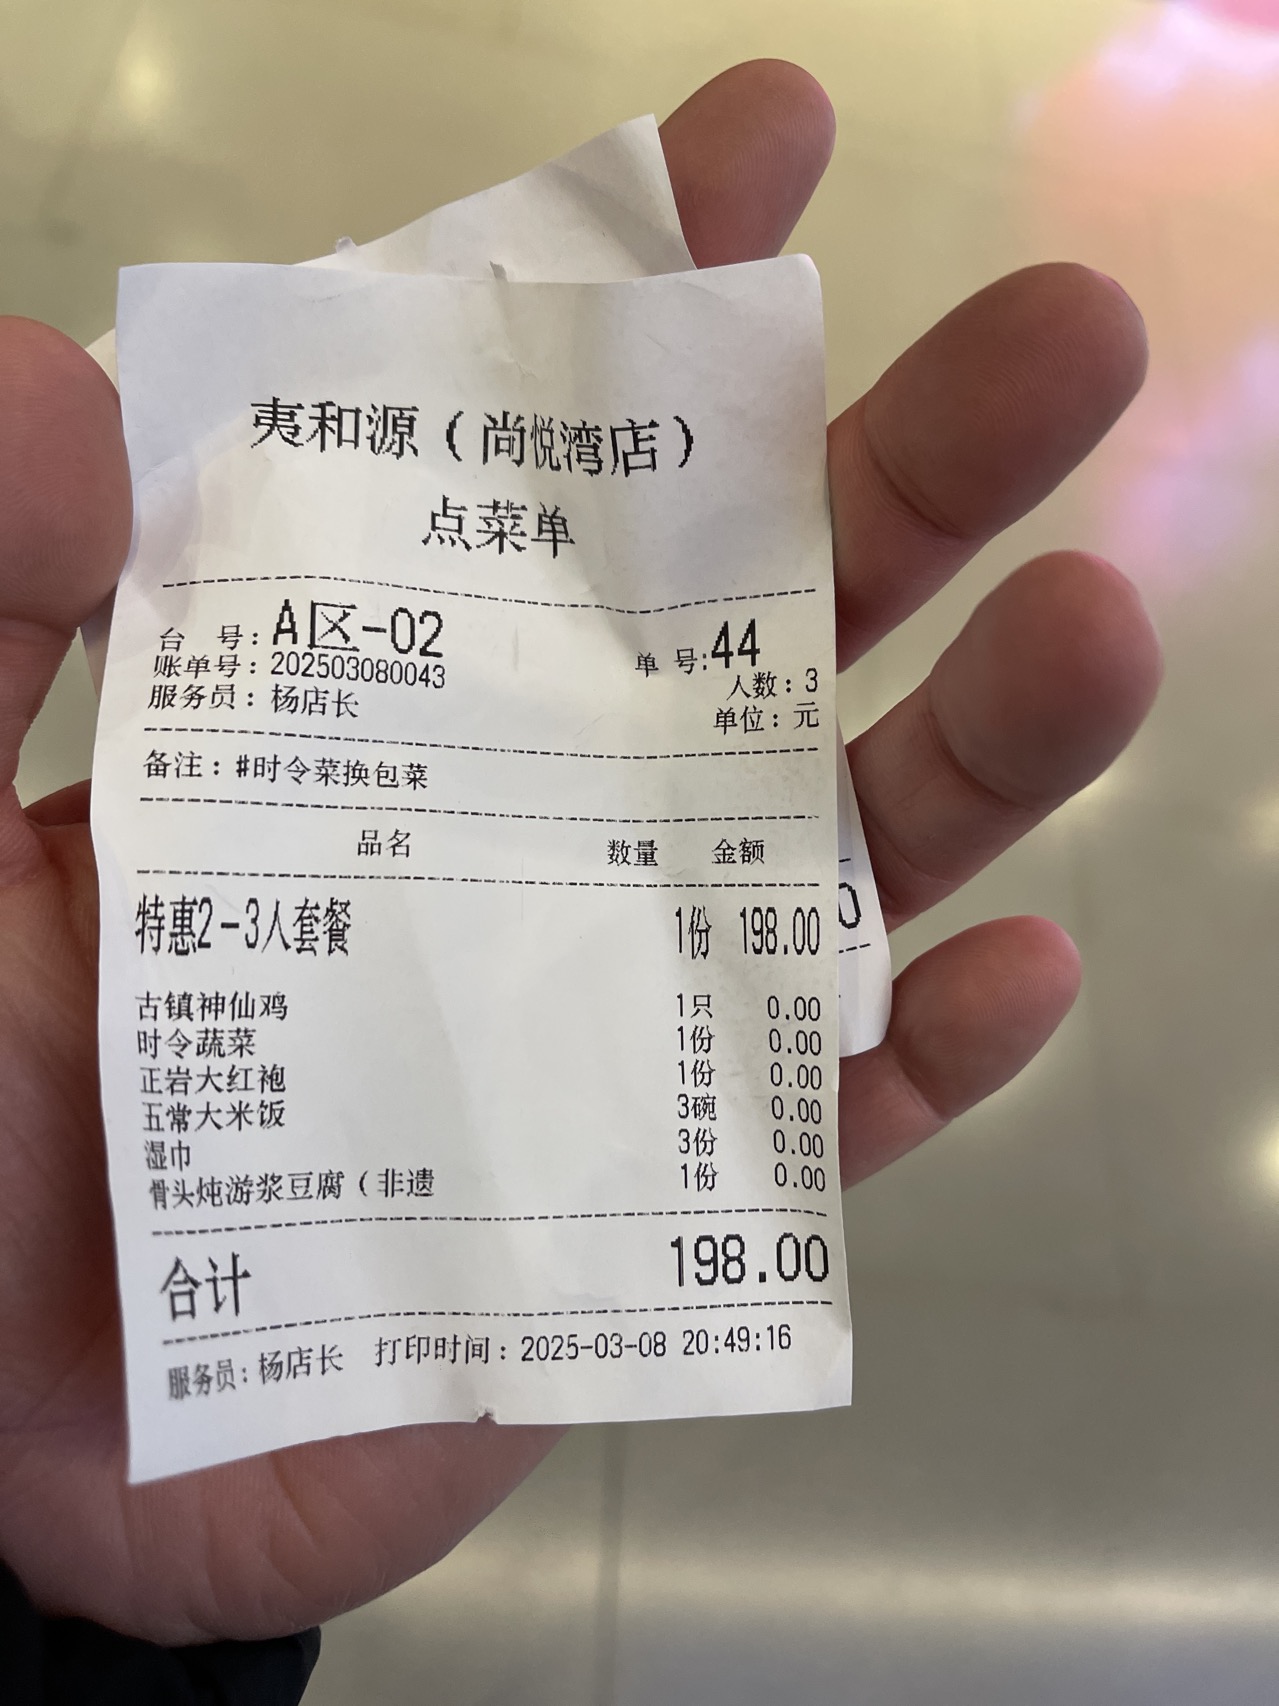 夷和源（尚悦湾店）
点菜单
台 号：A区-02 单 号:44
账单号：202503080043 人数：3
服务员：杨店长 单位：元
备注：#时令菜换包菜
品名 数量 金额
特惠2-3人套餐 1份 198.00
古镇神仙鸡 1只 0.00
时令蔬菜 1份 0.00
正岩大红袍 1份 0.00
五常大米饭 3碗 0.00
湿巾 3份 0.00
骨头炖游浆豆腐（非遗 1份 0.00
合计 198.00
服务员：杨店长 打印时间：2025-03-08 20:49:16